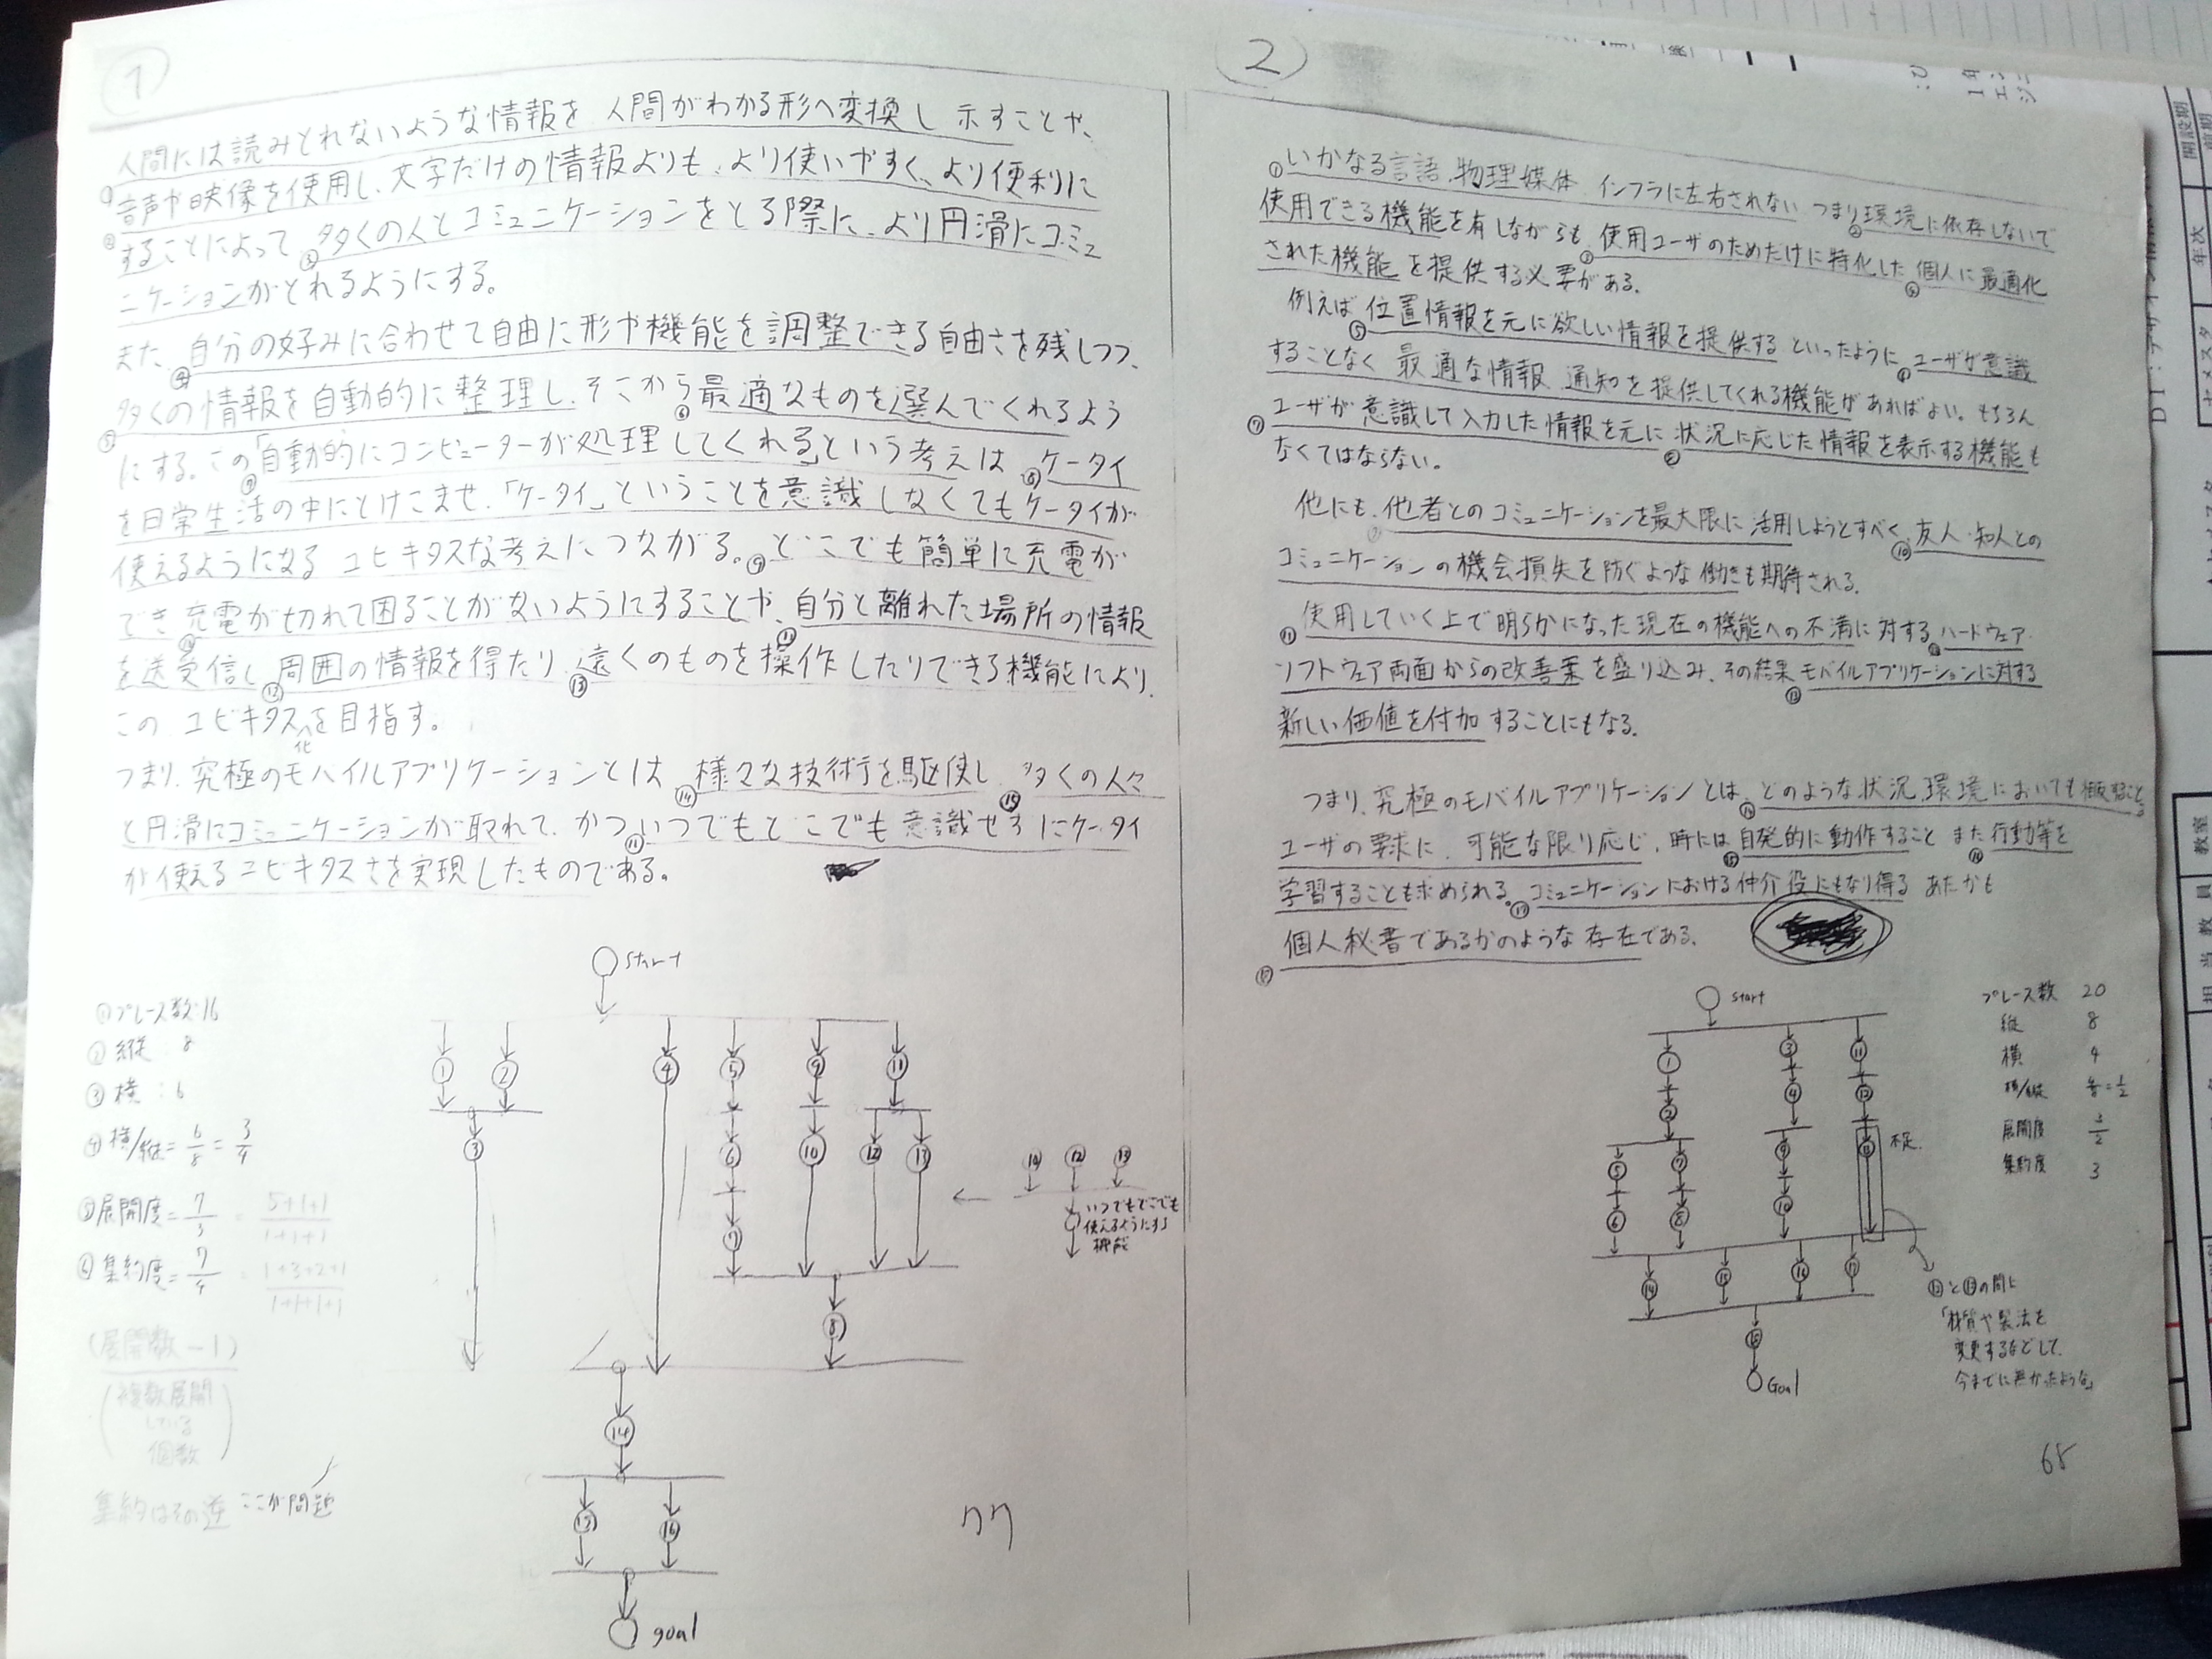 1
人間には読みとれないような情報を 人間がわかる形へ変換し 示すことや、
① 音声や映像を使用し、文字だけの情報よりも、より使いやすく、より便利に
② することによって ③ 多くの人とコミュニケーションをとる際に、より円滑にコミュ
ニケーションがとれるようにする。
また、④ 自分の好みに合わせて自由に形や機能を調整できる自由さを残しつつ、
⑤ 多くの情報を自動的に整理し、そこから ⑥ 最適なものを選んでくれるよう
にする。この「⑦ 自動的にコンピューターが処理してくれる」という考えは ⑧ ケータイ
を日常生活の中にとけこませ、「ケータイ」ということを意識しなくてもケータイが
使えるようになる ユビキタスな考えにつながる。⑨ どこでも簡単に充電が
でき ⑩ 充電が切れて困ることがないようにすることや、⑪ 自分と離れた場所の情報
を送受信し ⑫ 周囲の情報を得たり ⑬ 遠くのものを操作したりできる機能により、
この ユビキタス化を目指す。
つまり、究極のモバイルアプリケーションとは ⑭ 様々な技術を駆使し ⑮ 多くの人々
と円滑にコミュニケーションが取れて、かつ ⑯ いつでもどこでも意識せずにケータイ
が使えるユビキタスさを実現したものである。
start
①プレース数:16
②縦:8
③横:6
④横/縦=6/8=3/4
⑤展開度=7/3=5+1+1/1+1+1
⑥集約度=7/4=1+3+2+1/1+1+1+1
(展開数-1)
(複数展開
している
個数)
集約はその逆 ここが問題
① ② ④ ⑤ ⑨ ⑪
③ ⑥ ⑩ ⑫ ⑬
⑦
⑧
⑭
⑮ ⑯
goal
⑩ ⑫ ⑬
いつでもどこでも
使えるようにする
機能
77
2
① いかなる言語、物理媒体、インフラに左右されない つまり ② 環境に依存しないで
使用できる機能を有しながらも ③ 使用ユーザのためだけに特化した ④ 個人に最適化
された機能を提供する必要がある。
例えば ⑤ 位置情報を元に欲しい情報を提供する といったように ⑥ ユーザが意識
することなく 最適な情報、通知を提供してくれる機能があればよい。もちろん
⑦ ユーザが意識して入力した情報を元に ⑧ 状況に応じた情報を表示する機能も
なくてはならない。
他にも、⑨ 他者とのコミュニケーションを最大限に活用しようとすべく、⑩ 友人・知人との
コミュニケーションの機会損失を防ぐような働きも期待される。
⑪ 使用していく上で明らかになった現在の機能への不満に対する ⑫ ハードウェア・
ソフトウェア両面からの改善案を盛り込み、その結果 ⑬ モバイルアプリケーションに対する
新しい価値を付加することにもなる。
つまり、究極のモバイルアプリケーションとは ⑭ どのような状況、環境においても
ユーザの要求に、可能な限り応じ、時には ⑮ 自発的に動作すること また ⑯ 行動等を
学習することも求められる。⑰ コミュニケーションにおける仲介役にもなり得る あたかも
⑱ 個人秘書であるかのような存在である。
start
① ③ ⑪
② ④ ⑫
⑤ ⑦ ⑨ ⑬
⑥ ⑧ ⑩
⑭ ⑮ ⑯ ⑰
⑱
Goal
プレース数 20
縦 8
横 4
横/縦 4/8=1/2
展開度
集約度 3
⑫と⑬の間に
「材質や製法を
変更するなどして、
今までに無かったような」
68
開設期
前期
年次
セメスタ
教室
担当教員